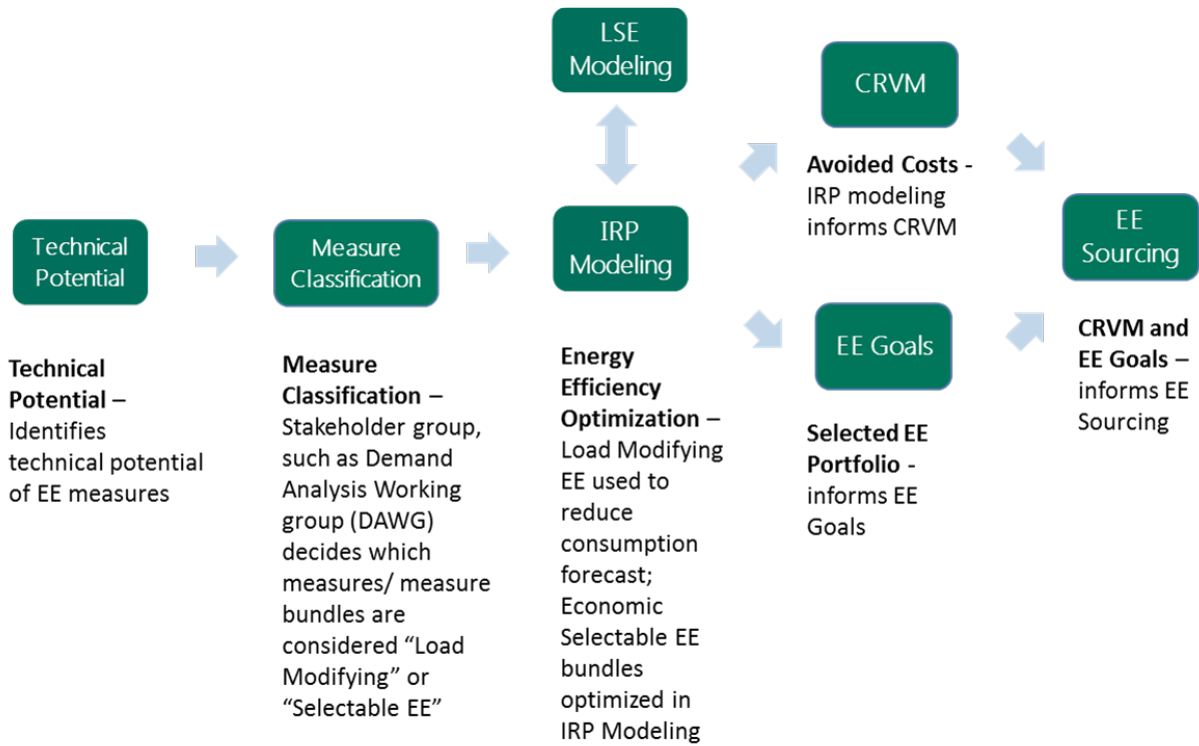 LSE
Modeling
CRVM
Avoided Costs -
IRP modeling
informs CRVM
Technical
Potential
Measure
Classification
IRP
Modeling
EE
Sourcing
EE Goals
Technical
Potential –
Identifies
technical potential
of EE measures
Measure
Classification –
Stakeholder group,
such as Demand
Analysis Working
group (DAWG)
decides which
measures/ measure
bundles are
considered “Load
Modifying” or
“Selectable EE”
Energy
Efficiency
Optimization –
Load Modifying
EE used to
reduce
consumption
forecast;
Economic
Selectable EE
bundles
optimized in
IRP Modeling
Selected EE
Portfolio -
informs EE
Goals
CRVM and
EE Goals –
informs EE
Sourcing